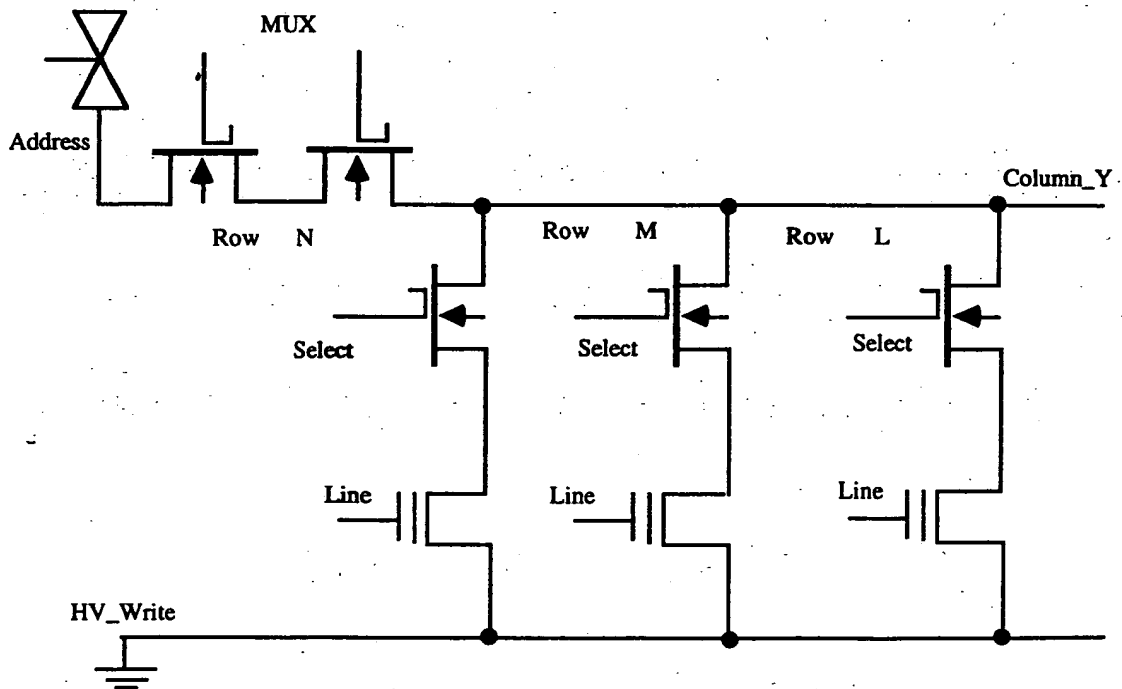 MUX
Address
Column_Y
Row N
Row M
Row L
Select
Select
Select
Line
Line
Line
HV_Write